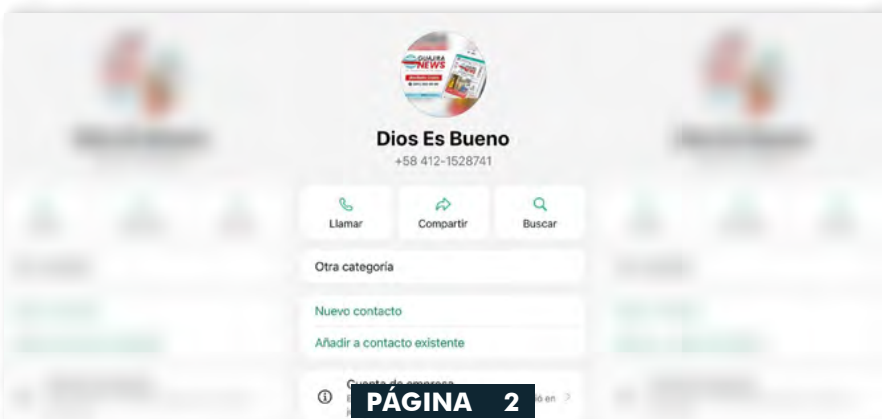 GUAJIRA
NEWS
Dios Es Bueno
+58 412-1528741
Llamar
Compartir
Buscar
Otra categoría
Nuevo contacto
Añadir a contacto existente
Cuenta de empresa
PÁGINA 2